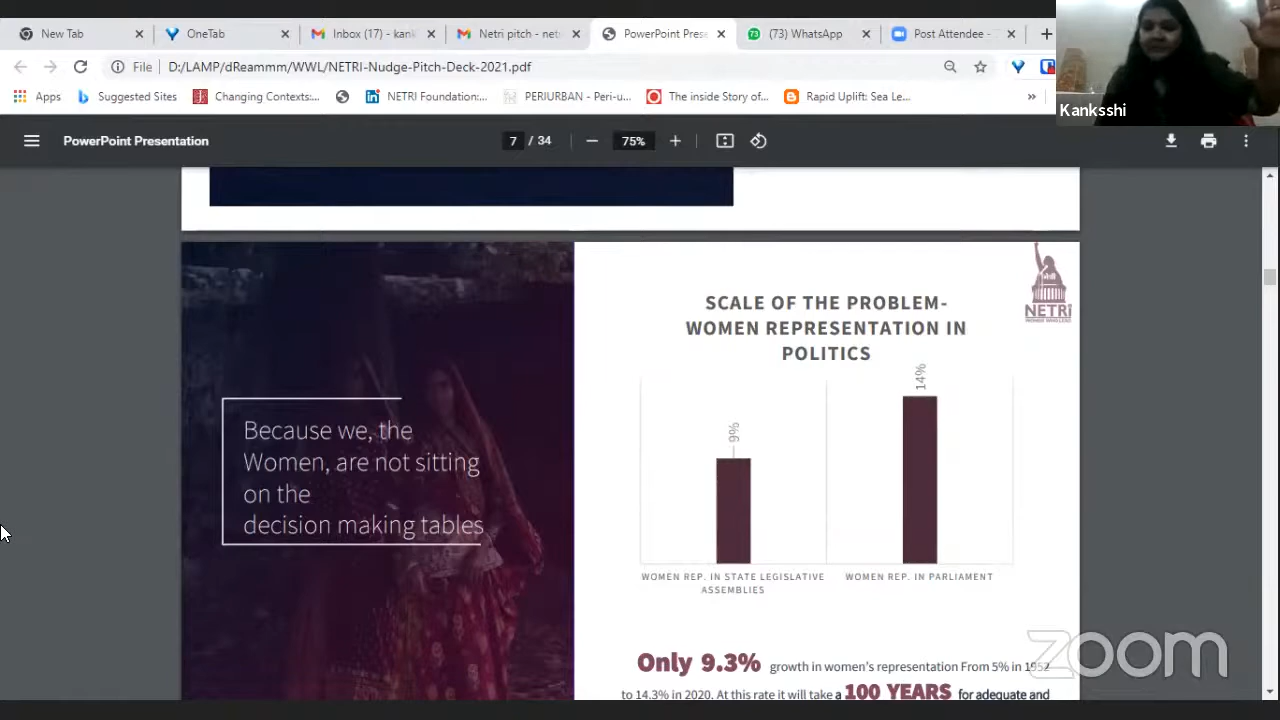 New Tab
OneTab
Inbox (17) - kank
Netri pitch - net
PowerPoint Pres
(73) WhatsApp
Post Attendee -
File
D:/LAMP/dReammm/WWL/NETRI-Nudge-Pitch-Deck-2021.pdf
Apps
Suggested Sites
Changing Contexts:...
NETRI Foundation:...
PERIURBAN - Peri-u...
The inside Story of...
Rapid Uplift: Sea Le...
»
Kanksshi
PowerPoint Presentation
7 / 34
75%
NETRI
WOMEN WHO LEAD
SCALE OF THE PROBLEM-
WOMEN REPRESENTATION IN
POLITICS
Because we, the
Women, are not sitting
on the
decision making tables
9%
14%
WOMEN REP. IN STATE LEGISLATIVE
ASSEMBLIES
WOMEN REP. IN PARLIAMENT
Only 9.3% growth in women's representation From 5% in 1952
to 14.3% in 2020. At this rate it will take a 100 YEARS for adequate and
zoom